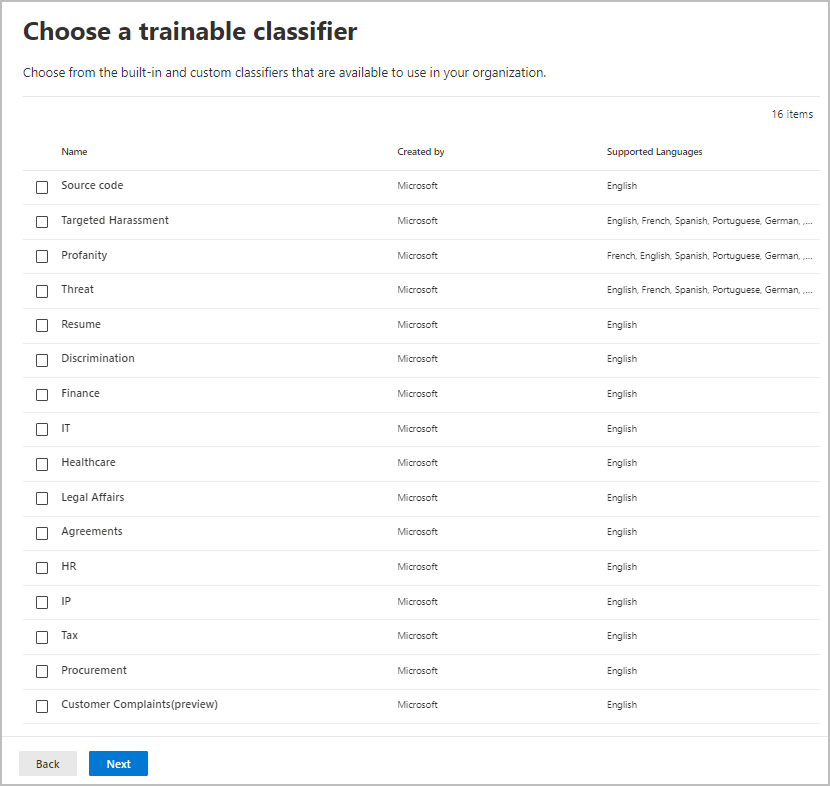 Choose a trainable classifier
Choose from the built-in and custom classifiers that are available to use in your organization.
16 items
Name Created by Supported Languages
Source code Microsoft English
Targeted Harassment Microsoft English, French, Spanish, Portuguese, German, ,...
Profanity Microsoft French, English, Spanish, Portuguese, German, ,...
Threat Microsoft English, French, Spanish, Portuguese, German, ,...
Resume Microsoft English
Discrimination Microsoft English
Finance Microsoft English
IT Microsoft English
Healthcare Microsoft English
Legal Affairs Microsoft English
Agreements Microsoft English
HR Microsoft English
IP Microsoft English
Tax Microsoft English
Procurement Microsoft English
Customer Complaints(preview) Microsoft English
Back Next